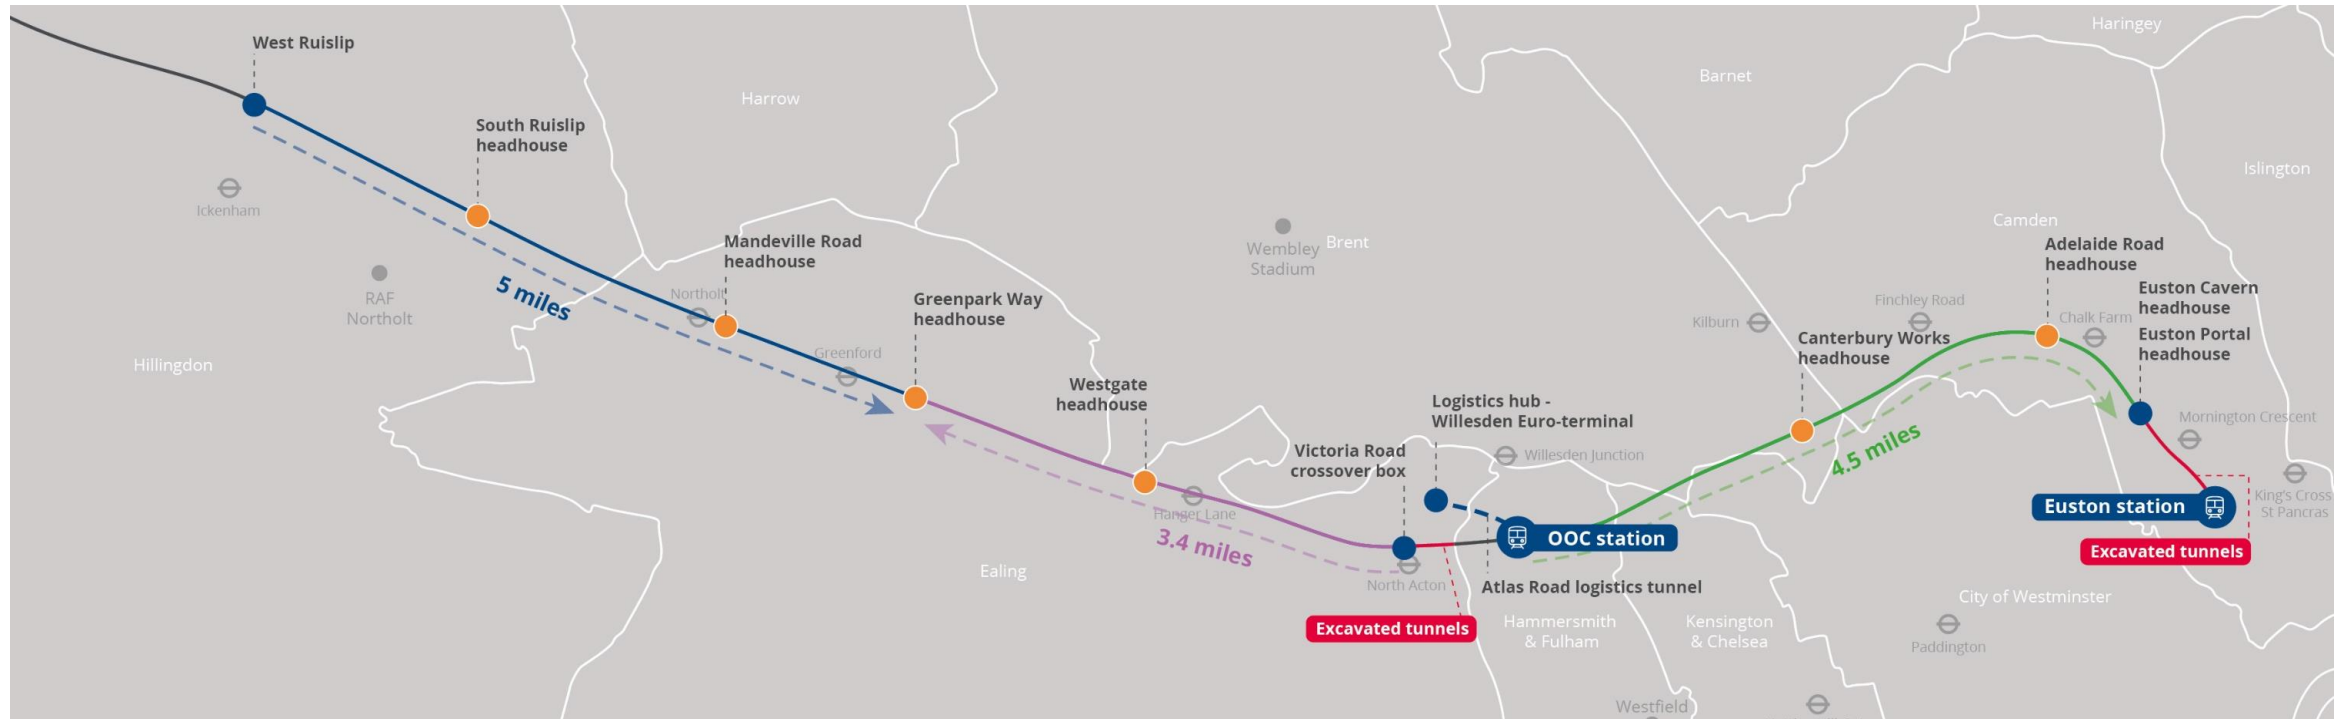 West Ruislip
South Ruislip
headhouse
Mandeville Road
headhouse
Greenpark Way
headhouse
Westgate
headhouse
Victoria Road
crossover box
Logistics hub -
Willesden Euro-terminal
OOC station
Atlas Road logistics tunnel
Excavated tunnels
Canterbury Works
headhouse
Adelaide Road
headhouse
Euston Cavern
headhouse
Euston Portal
headhouse
Euston station
Excavated tunnels
5 miles
3.4 miles
4.5 miles
Harrow
Hillingdon
Ealing
Brent
Barnet
Haringey
Islington
Camden
City of Westminster
Hammersmith
& Fulham
Kensington
& Chelsea
Ickenham
RAF
Northolt
Northolt
Greenford
Hanger Lane
North Acton
Wembley
Stadium
Willesden Junction
Kilburn
Finchley Road
Chalk Farm
Mornington Crescent
King's Cross
St Pancras
Paddington
Westfield